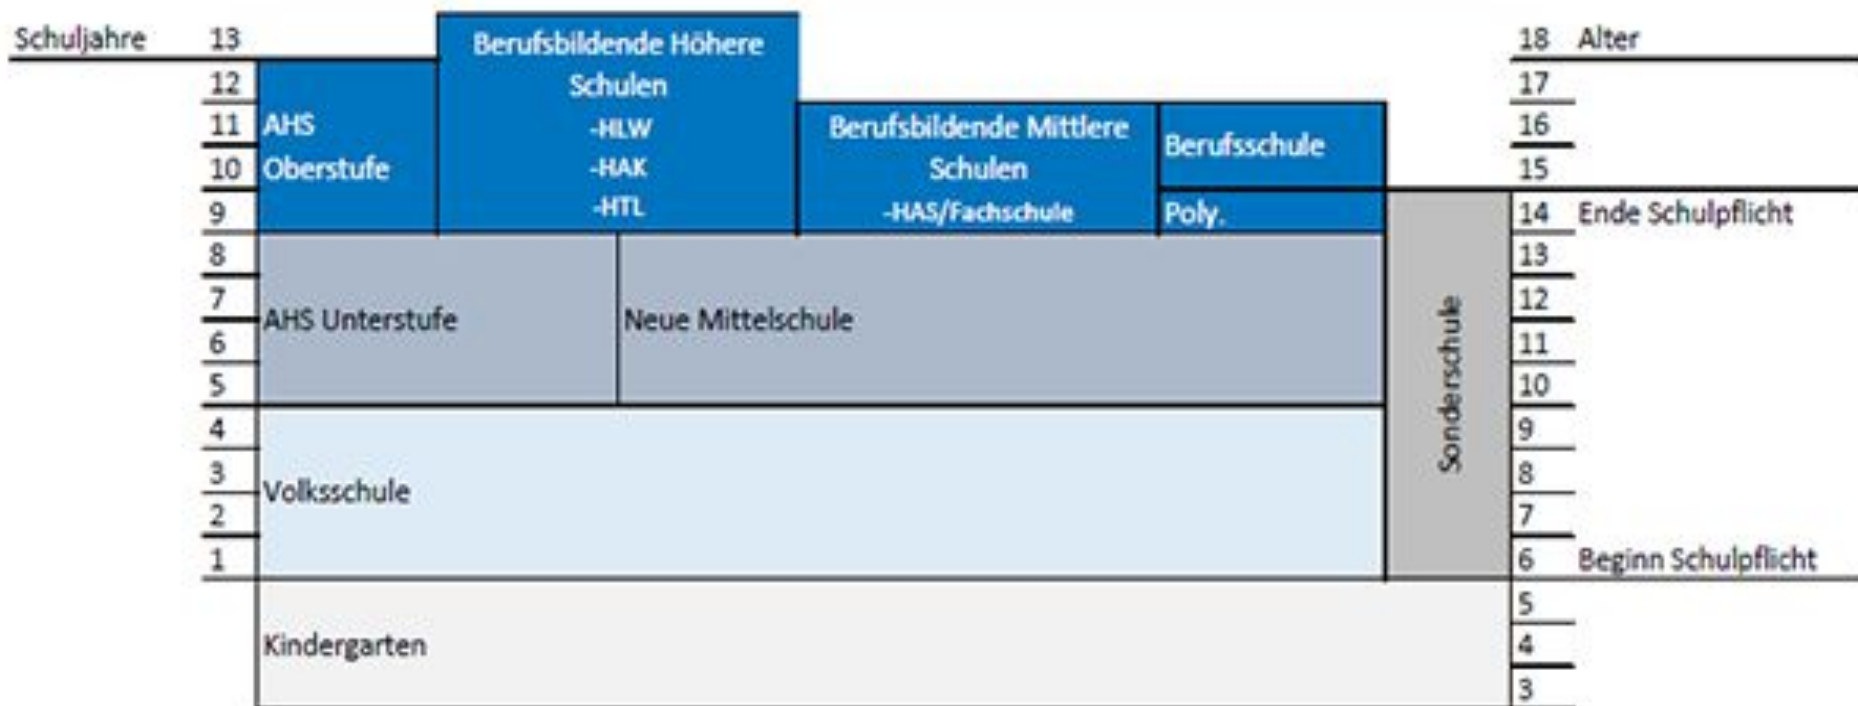 Schuljahre 13 Berufsbildende Höhere 18 Alter
12 Schulen 17
11 AHS -HLW Berufsbildende Mittlere 16
Berufsschule
10 Oberstufe -HAK Schulen 15
9 -HTL -HAS/Fachschule Poly. 14 Ende Schulpflicht
8 13
7 12
AHS Unterstufe Neue Mittelschule
6 11
5 10
Sonderschule
4 9
3 8
Volksschule
2 7
1 6 Beginn Schulpflicht
5
Kindergarten 4
3